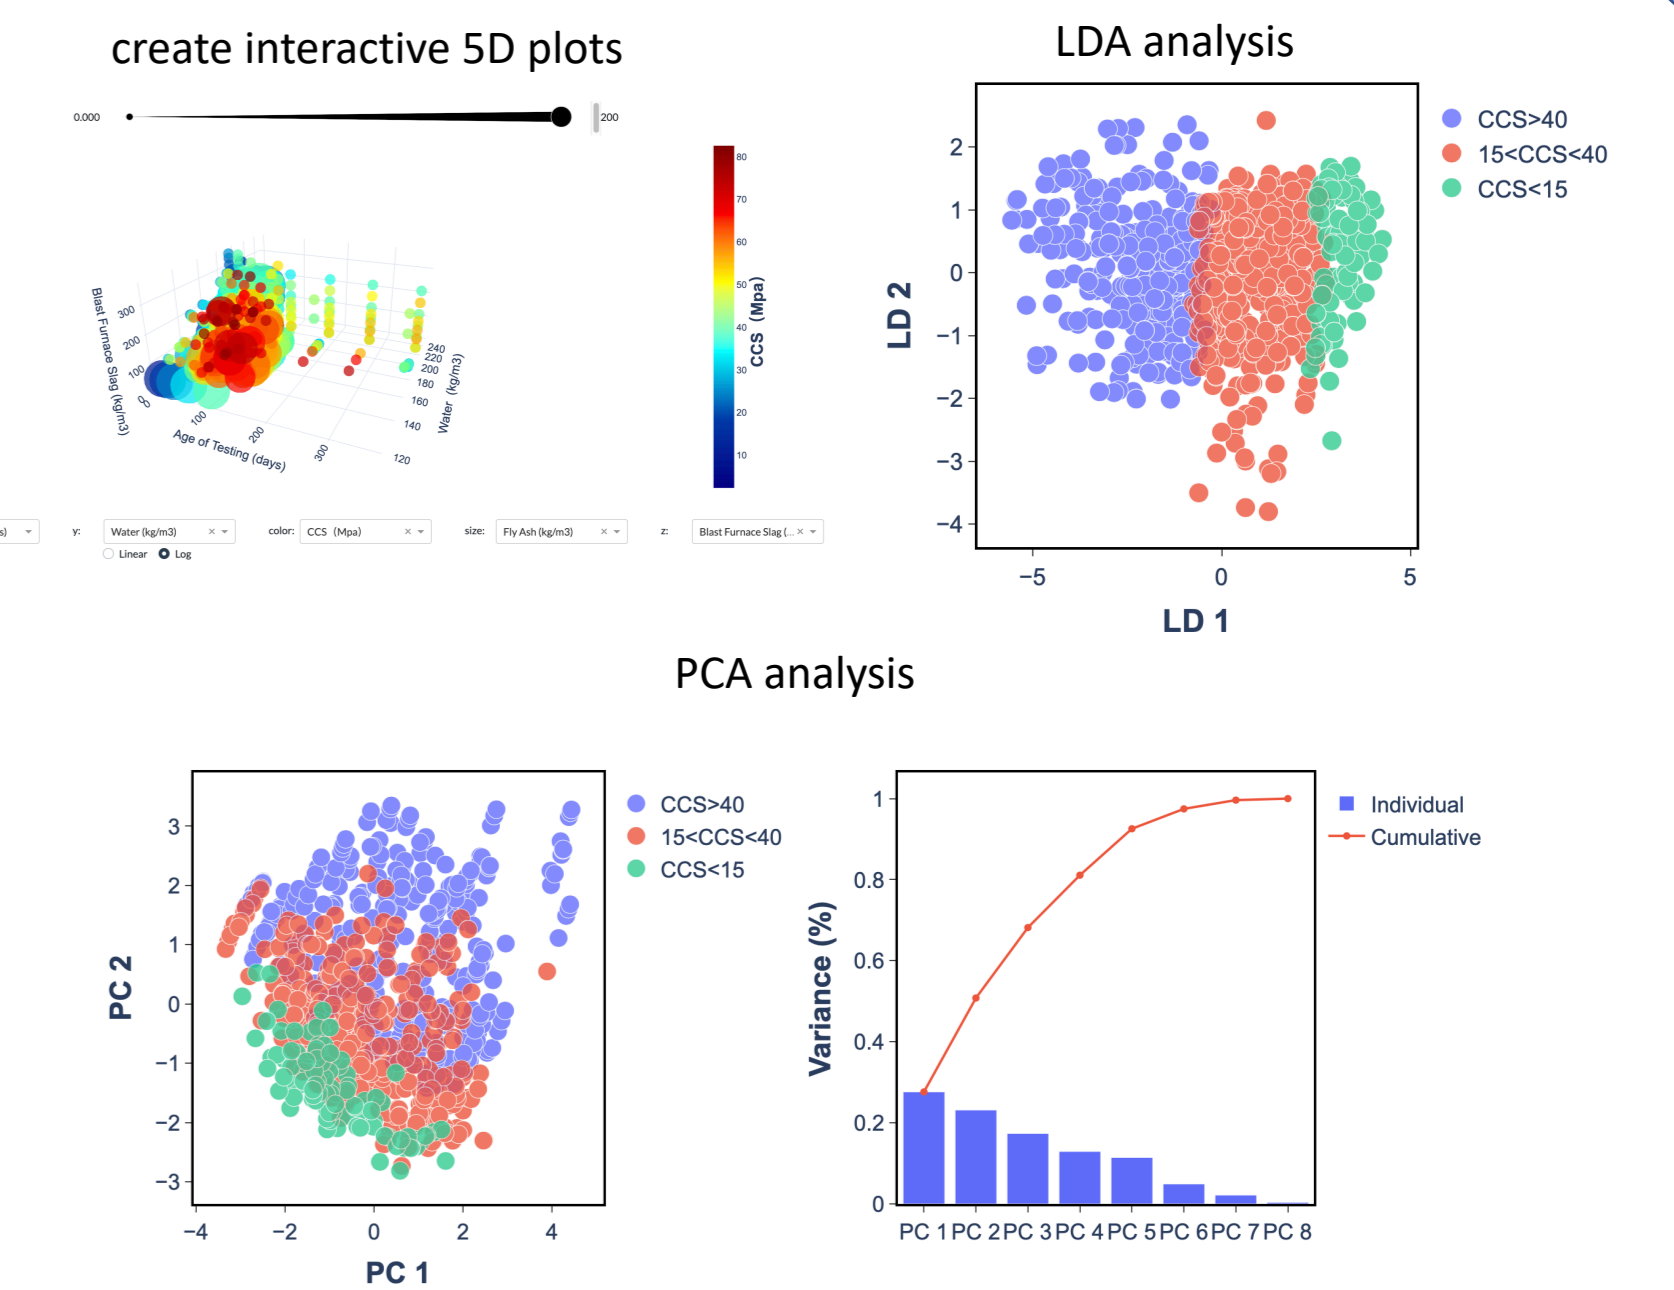 create interactive 5D plots
0.000
200
80
70
60
50
40
30
20
10
CCS (Mpa)
Blast Furnace Slag (kg/m3)
300
200
100
0
0
100
200
300
Age of Testing (days)
240
220
200
180
160
140
120
Water (kg/m3)
s)
y: Water (kg/m3) ×
Linear Log
color: CCS (Mpa) ×
size: Fly Ash (kg/m3) ×
z: Blast Furnace Slag (... ×
LDA analysis
2
1
0
−1
−2
−3
−4
LD 2
−5 0 5
LD 1
CCS>40
15<CCS<40
CCS<15
PCA analysis
3
2
1
0
−1
−2
−3
PC 2
−4 −2 0 2 4
PC 1
CCS>40
15<CCS<40
CCS<15
1
0.8
0.6
0.4
0.2
0
Variance (%)
PC 1 PC 2 PC 3 PC 4 PC 5 PC 6 PC 7 PC 8
Individual
Cumulative